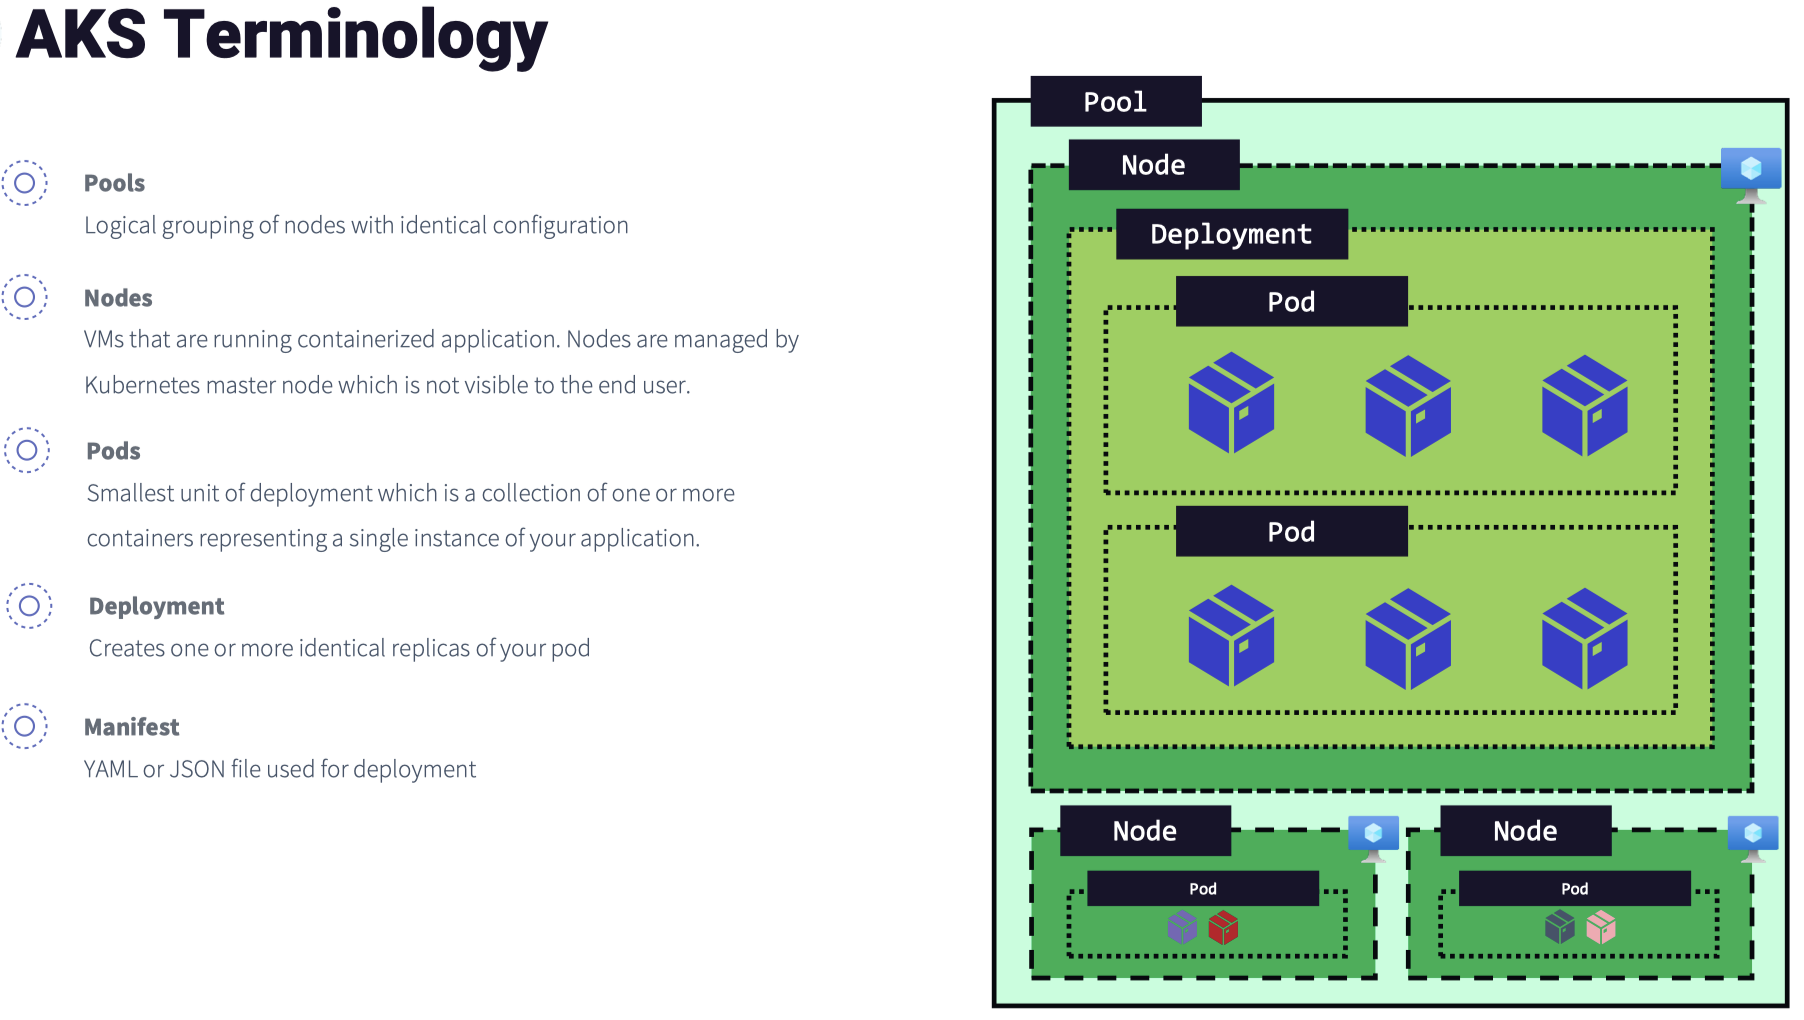 AKS Terminology
Pools
Logical grouping of nodes with identical configuration
Nodes
VMs that are running containerized application. Nodes are managed by
Kubernetes master node which is not visible to the end user.
Pods
Smallest unit of deployment which is a collection of one or more
containers representing a single instance of your application.
Deployment
Creates one or more identical replicas of your pod
Manifest
YAML or JSON file used for deployment
Pool
Node
Deployment
Pod
Pod
Node
Pod
Node
Pod